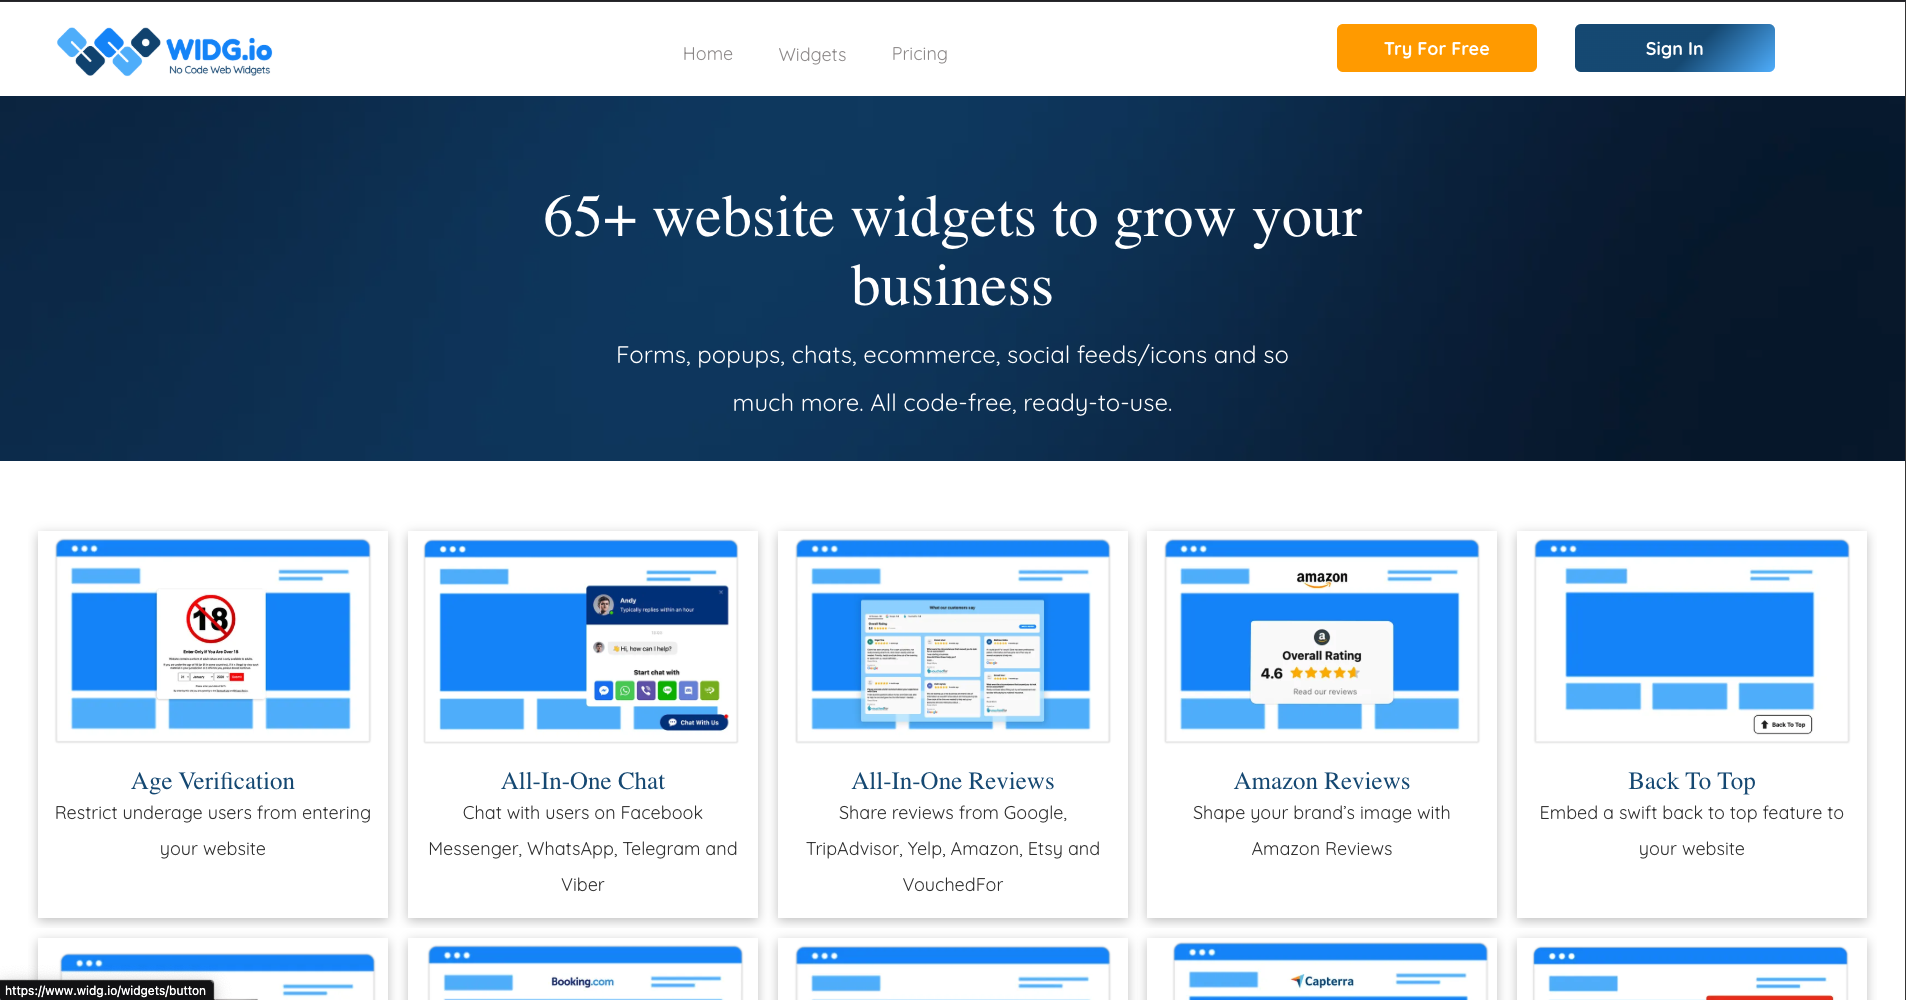 WIDG.io
No Code Web Widgets
Home
Widgets
Pricing
Try For Free
Sign In
65+ website widgets to grow your
business
Forms, popups, chats, ecommerce, social feeds/icons and so
much more. All code-free, ready-to-use.
18
Enter Only If You Are Over 18
Andy
Typically replies within an hour
Hi, how can I help?
Start chat with
Chat With Us
What our customers say
Overall Rating
amazon
a
Overall Rating
4.6
Read our reviews
Back To Top
Age Verification
Restrict underage users from entering
your website
All-In-One Chat
Chat with users on Facebook
Messenger, WhatsApp, Telegram and
Viber
All-In-One Reviews
Share reviews from Google,
TripAdvisor, Yelp, Amazon, Etsy and
VouchedFor
Amazon Reviews
Shape your brand’s image with
Amazon Reviews
Back To Top
Embed a swift back to top feature to
your website
Booking.com
Capterra
https://www.widg.io/widgets/button